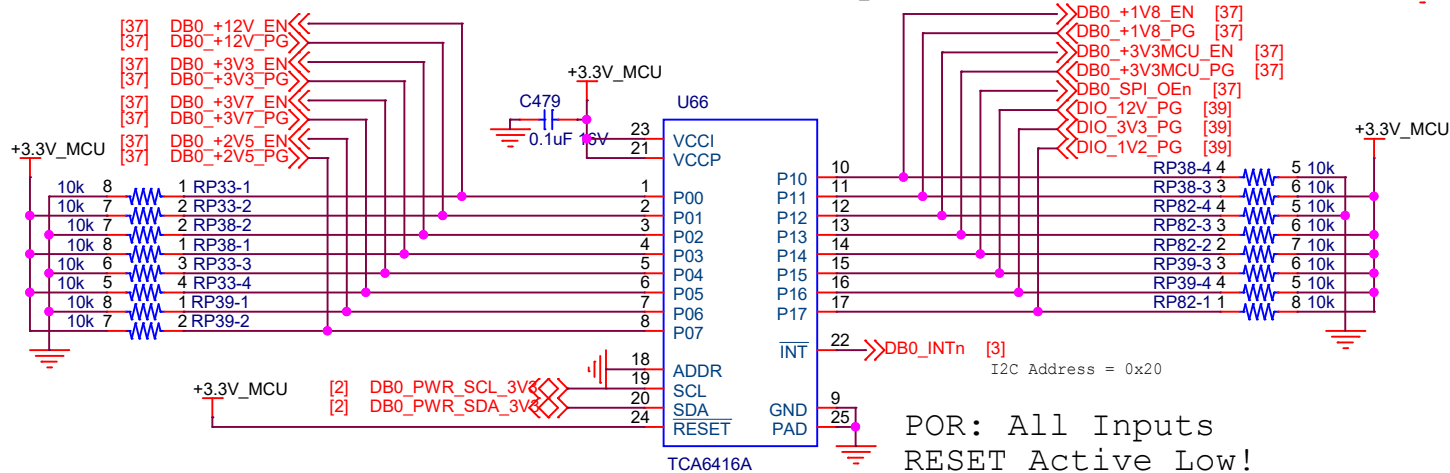 [37] DB0_+12V_EN
[37] DB0_+12V_PG
[37] DB0_+3V3_EN
[37] DB0_+3V3_PG
[37] DB0_+3V7_EN
[37] DB0_+3V7_PG
[37] DB0_+2V5_EN
[37] DB0_+2V5_PG
DB0_+1V8_EN [37]
DB0_+1V8_PG [37]
DB0_+3V3MCU_EN [37]
DB0_+3V3MCU_PG [37]
DB0_SPI_OEn [37]
DIO_12V_PG [39]
DIO_3V3_PG [39]
DIO_1V2_PG [39]
+3.3V_MCU
+3.3V_MCU
+3.3V_MCU
C479
0.1uF 16V
U66
23 VCCI
21 VCCP
10k 8 1 RP33-1 1 P00
10k 7 2 RP33-2 2 P01
10k 7 2 RP38-2 3 P02
10k 8 1 RP38-1 4 P03
10k 6 3 RP33-3 5 P04
10k 5 4 RP33-4 6 P05
10k 8 1 RP39-1 7 P06
10k 7 2 RP39-2 8 P07
P10 10 RP38-4 4 5 10k
P11 11 RP38-3 3 6 10k
P12 12 RP82-4 4 5 10k
P13 13 RP82-3 3 6 10k
P14 14 RP82-2 2 7 10k
P15 15 RP39-3 3 6 10k
P16 16 RP39-4 4 5 10k
P17 17 RP82-1 1 8 10k
INT 22 DB0_INTn [3]
I2C Address = 0x20
18 ADDR
+3.3V_MCU
[2] DB0_PWR_SCL_3V3 19 SCL
[2] DB0_PWR_SDA_3V3 20 SDA
24 RESET
GND 9
PAD 25
TCA6416A
POR: All Inputs
RESET Active Low!